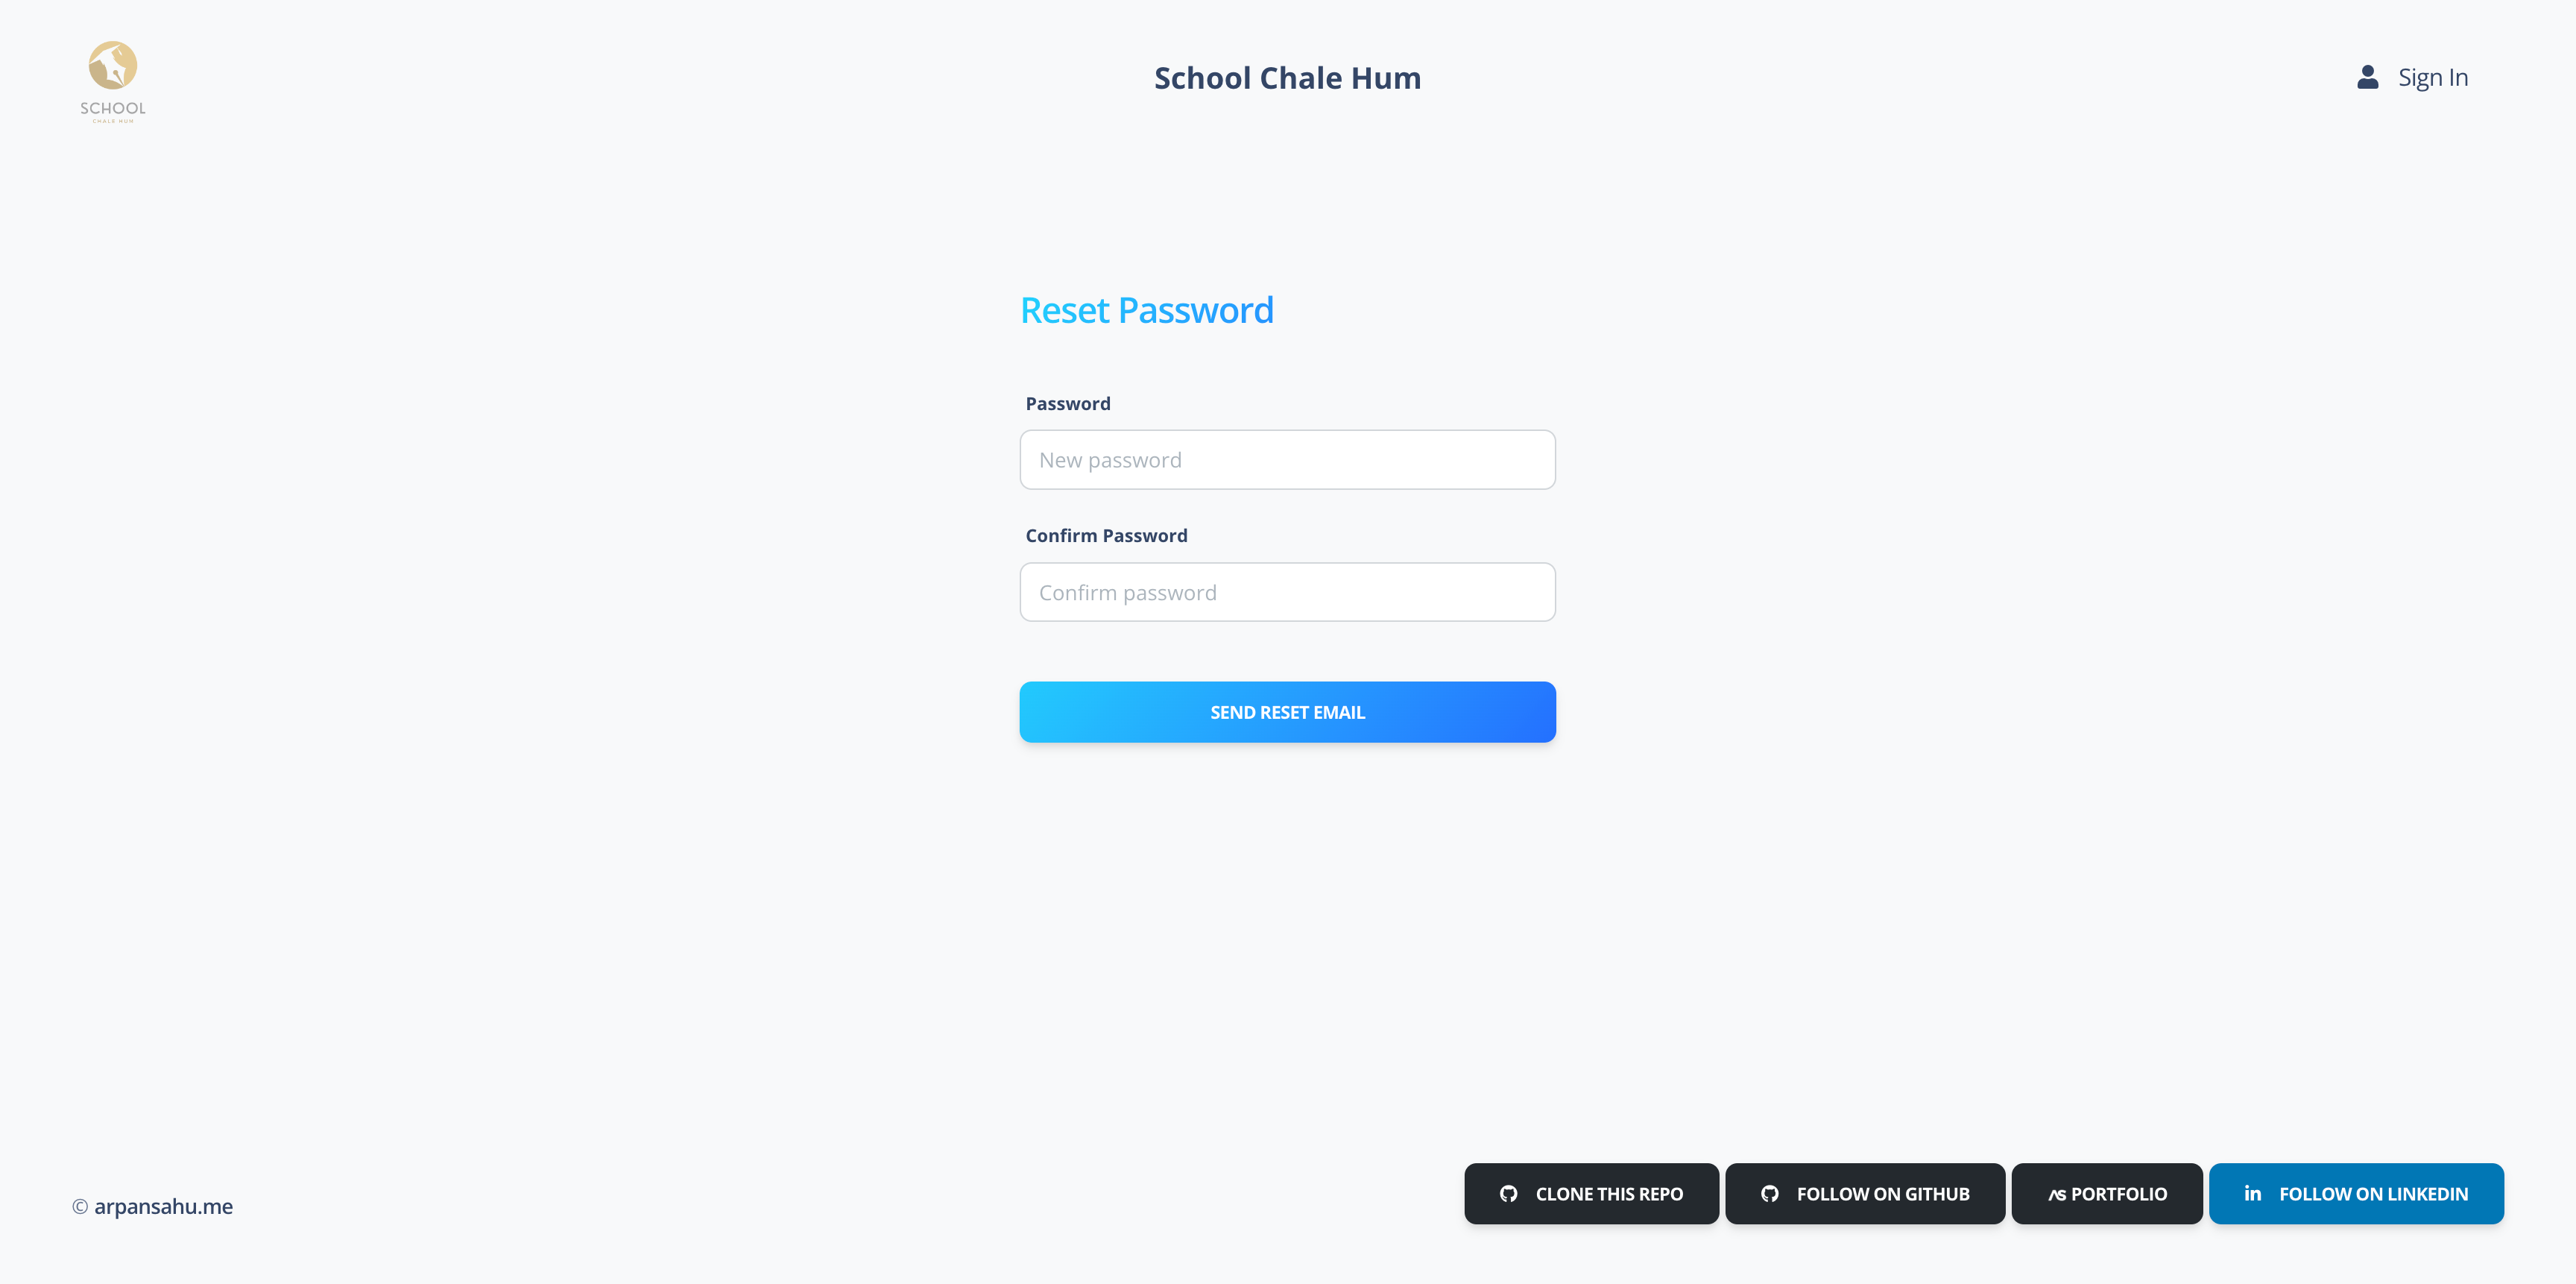 SCHOOL
CHALE HUM
School Chale Hum
Sign In
Reset Password
Password
New password
Confirm Password
Confirm password
SEND RESET EMAIL
© arpansahu.me
CLONE THIS REPO
FOLLOW ON GITHUB
AS PORTFOLIO
in FOLLOW ON LINKEDIN